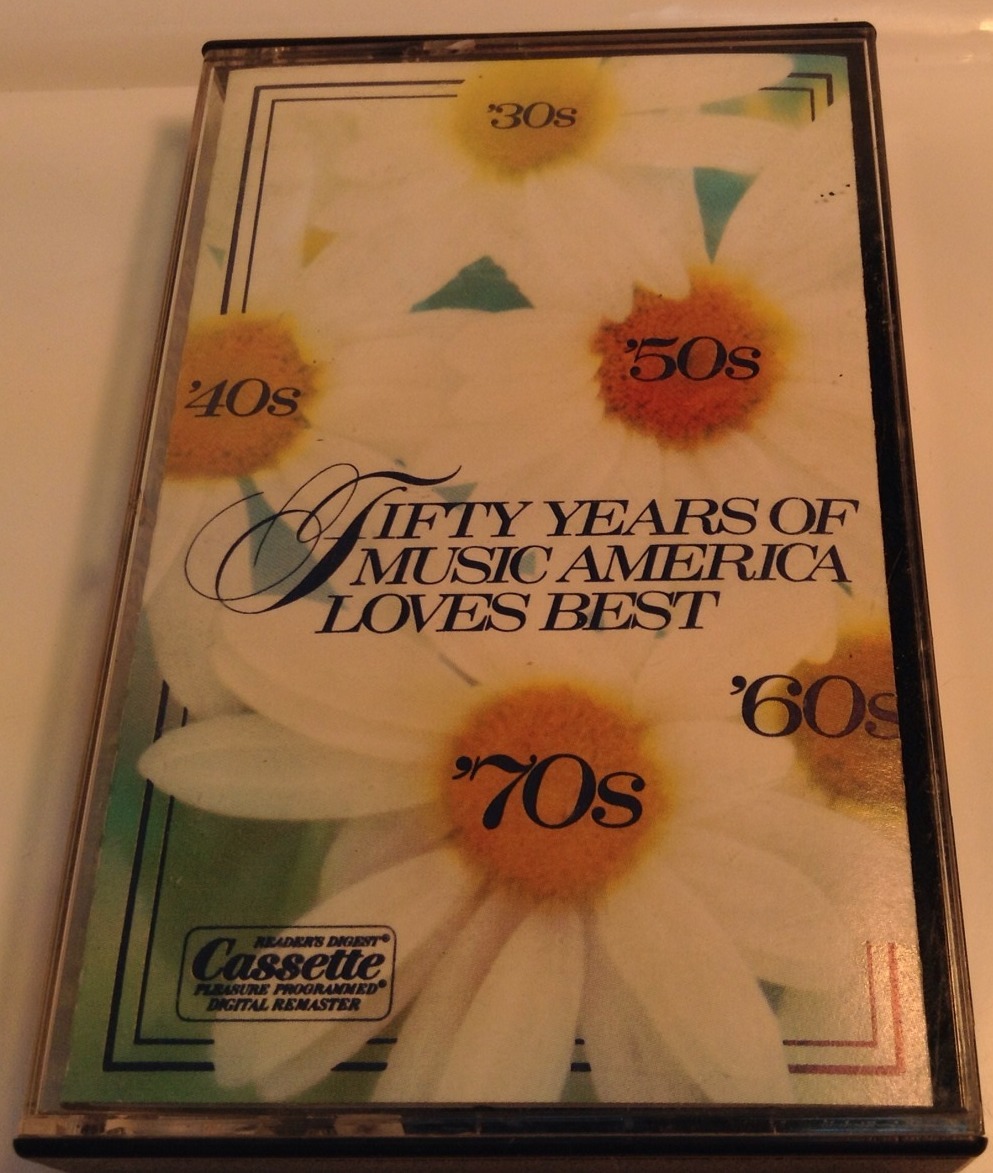 '30s
'40s
'50s
FIFTY YEARS OF
MUSIC AMERICA
LOVES BEST
'60s
'70s
READER'S DIGEST®
Cassette
PLEASURE PROGRAMMED®
DIGITAL REMASTER